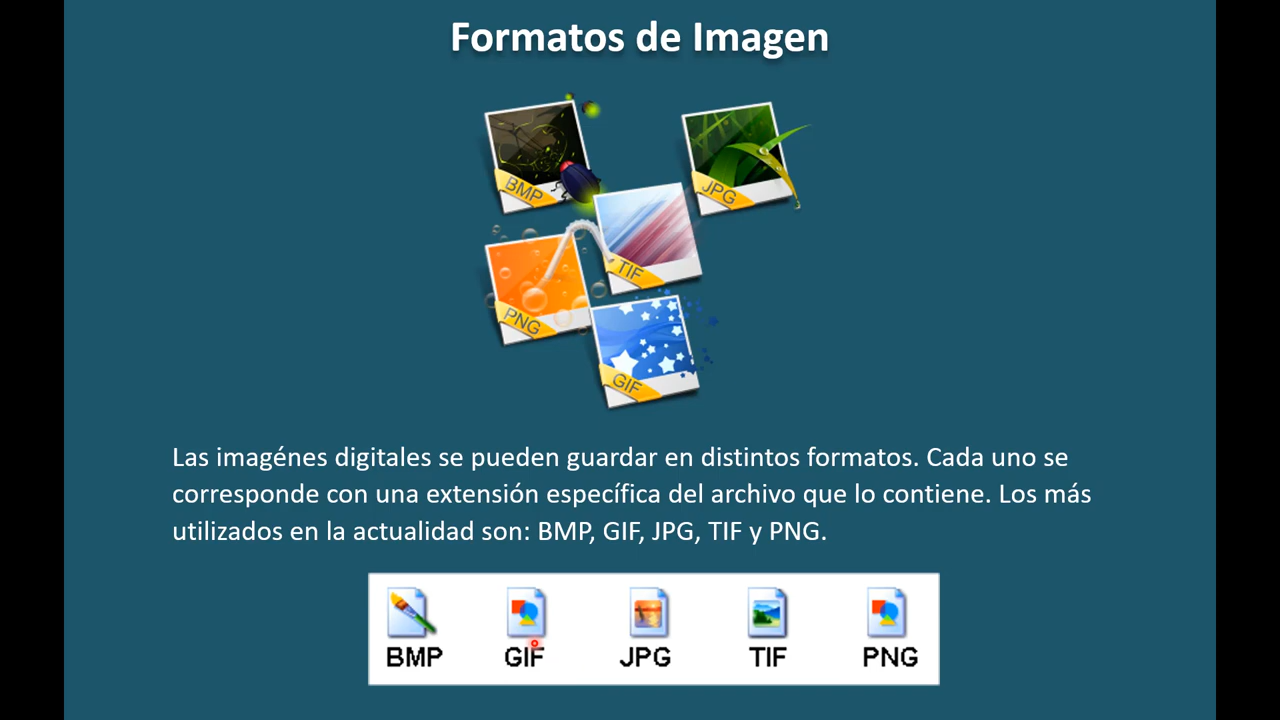 Formatos de Imagen
BMP
JPG
TIF
PNG
GIF
Las imagénes digitales se pueden guardar en distintos formatos. Cada uno se
corresponde con una extensión específica del archivo que lo contiene. Los más
utilizados en la actualidad son: BMP, GIF, JPG, TIF y PNG.
BMP GIF JPG TIF PNG